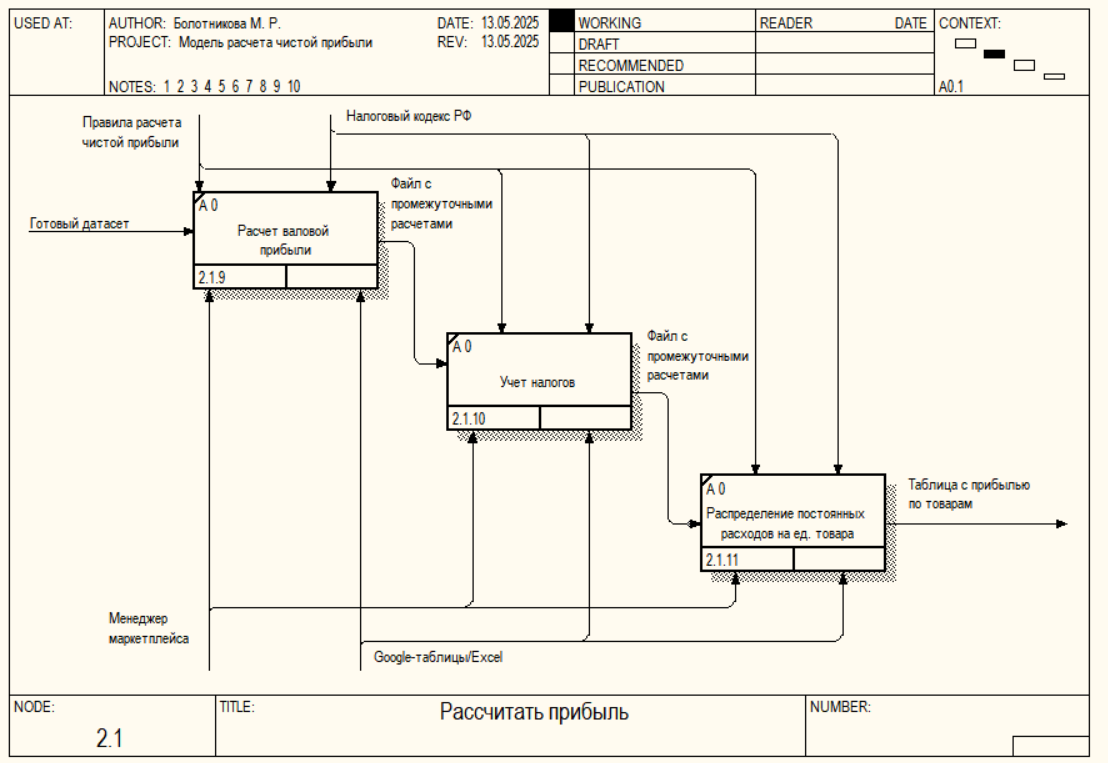 USED AT:
AUTHOR: Болотникова М. Р.
DATE: 13.05.2025
PROJECT: Модель расчета чистой прибыли
REV: 13.05.2025
NOTES: 1 2 3 4 5 6 7 8 9 10
WORKING
DRAFT
RECOMMENDED
PUBLICATION
READER
DATE
CONTEXT:
A0.1
Правила расчета
чистой прибыли
Налоговый кодекс РФ
Готовый датасет
A 0
Расчет валовой
прибыли
2.1.9
Файл с
промежуточными
расчетами
A 0
Учет налогов
2.1.10
Файл с
промежуточными
расчетами
A 0
Распределение постоянных
расходов на ед. товара
2.1.11
Таблица с прибылью
по товарам
Менеджер
маркетплейса
Google-таблицы/Excel
NODE:
2.1
TITLE:
Рассчитать прибыль
NUMBER: